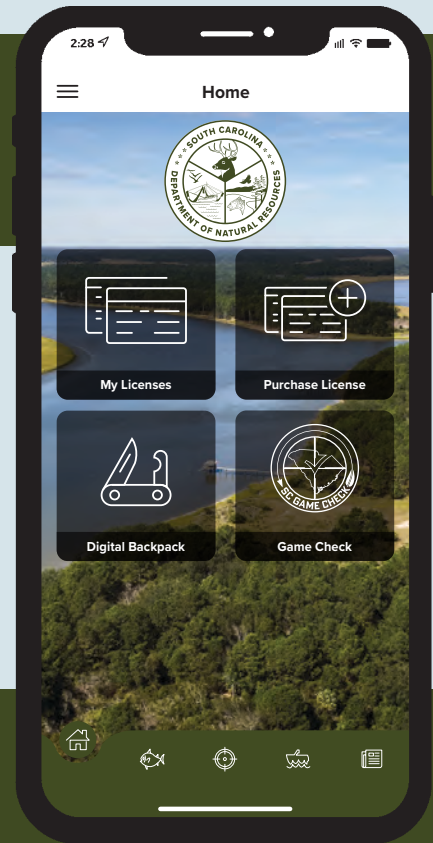 2:28
Home
SOUTH CAROLINA
DEPARTMENT OF NATURAL RESOURCES
My Licenses
Purchase License
SC GAME CHECK
Digital Backpack
Game Check